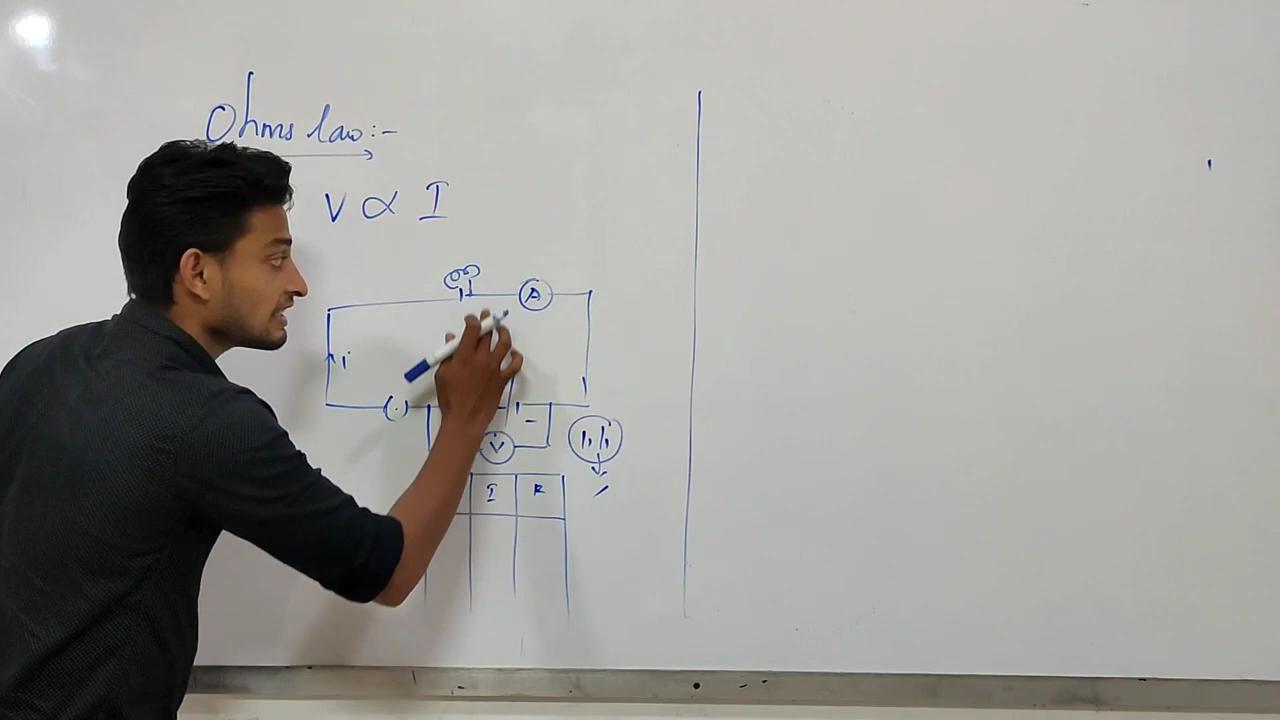 Ohms law:-
V ∝ I
A
i
V
I R